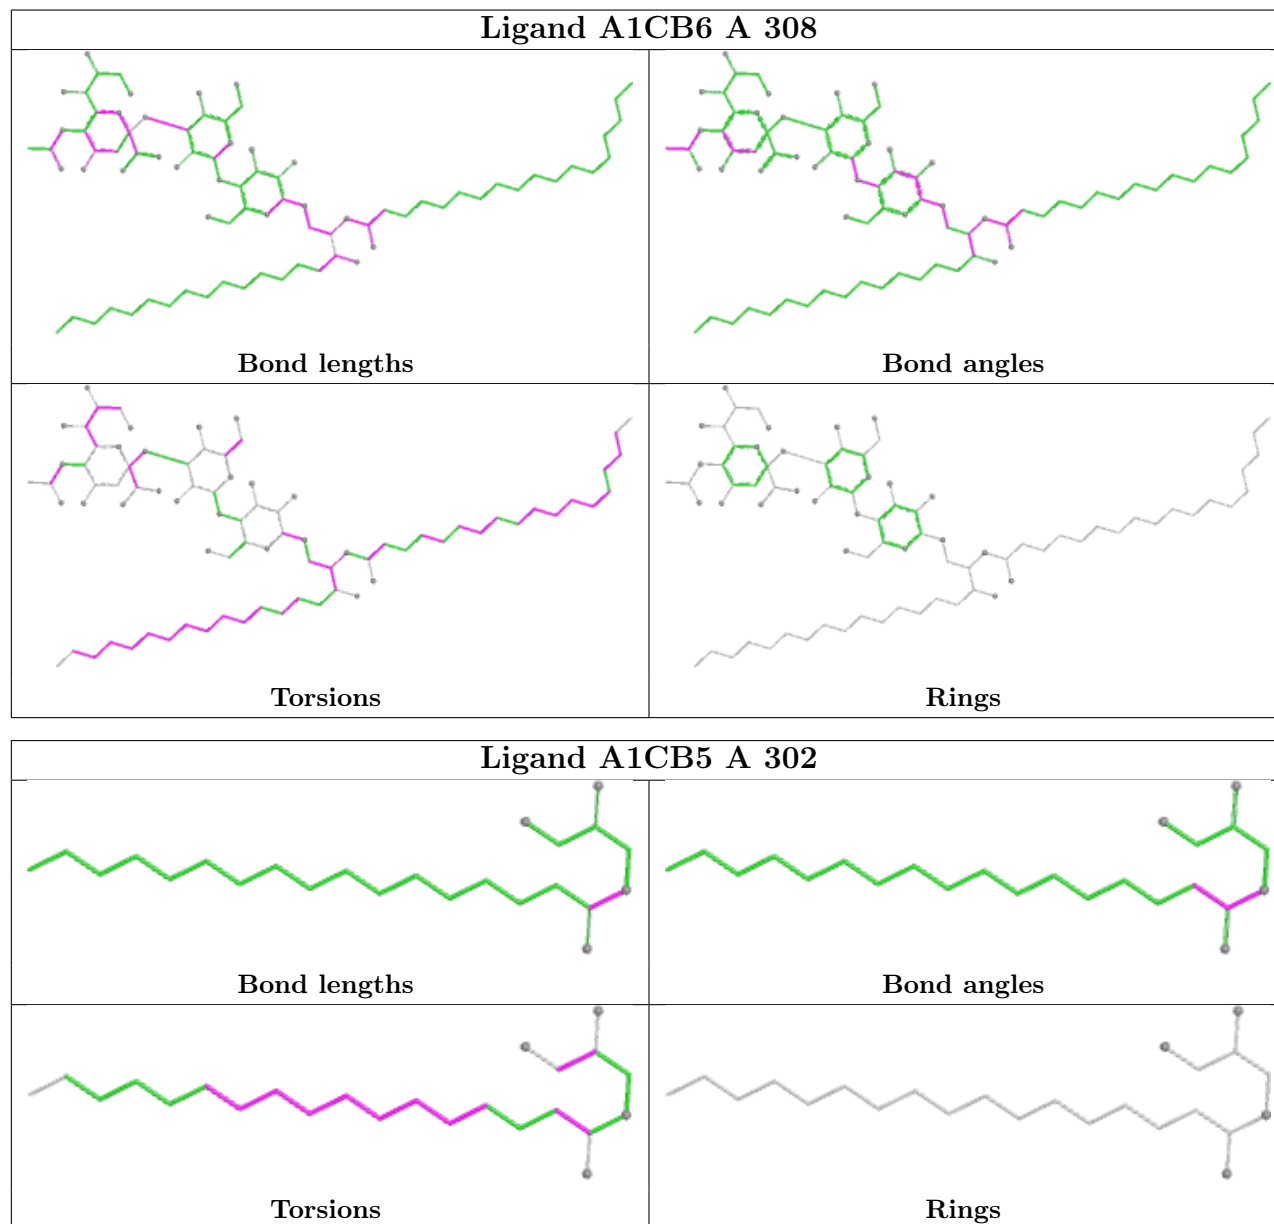 Ligand A1CB6 A 308
Bond lengths
Bond angles
Torsions
Rings
Ligand A1CB5 A 302
Bond lengths
Bond angles
Torsions
Rings